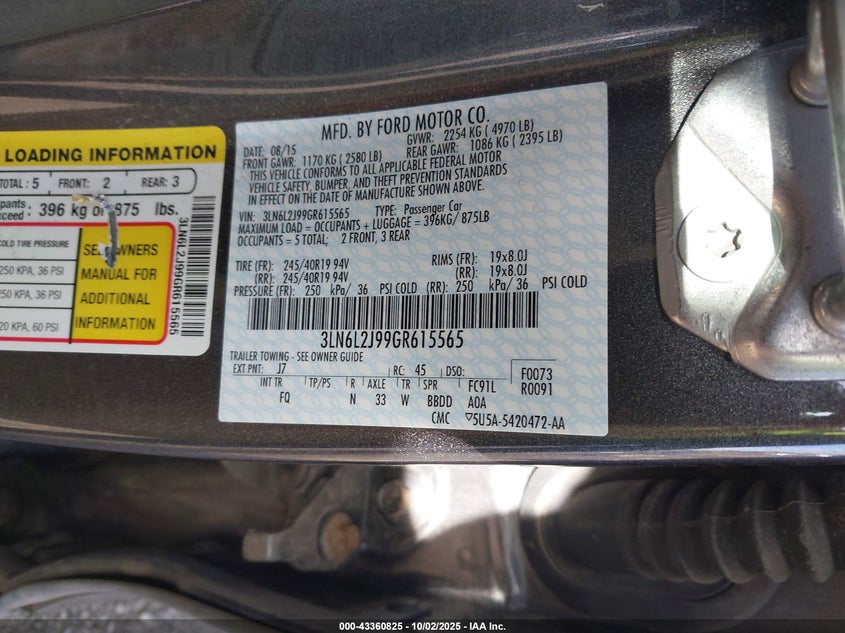 LOADING INFORMATION
TOTAL: 5 FRONT: 2 REAR: 3
396 kg or 875 lbs.
COLD TIRE PRESSURE
250 KPA, 36 PSI
250 KPA, 36 PSI
20 KPA, 60 PSI
SEE OWNERS
MANUAL FOR
ADDITIONAL
INFORMATION
3LN6L2J99GR615565
MFD. BY FORD MOTOR CO.
DATE: 08/15 GVWR: 2254 KG ( 4970 LB)
FRONT GAWR: 1170 KG ( 2580 LB) REAR GAWR: 1086 KG ( 2395 LB)
THIS VEHICLE CONFORMS TO ALL APPLICABLE FEDERAL MOTOR
VEHICLE SAFETY, BUMPER, AND THEFT PREVENTION STANDARDS
IN EFFECT ON THE DATE OF MANUFACTURE SHOWN ABOVE.
VIN: 3LN6L2J99GR615565 TYPE: Passenger Car
MAXIMUM LOAD = OCCUPANTS + LUGGAGE = 396KG/ 875LB
OCCUPANTS = 5 TOTAL; 2 FRONT, 3 REAR
TIRE (FR): 245/40R19 94V RIMS (FR): 19x8.0J
(RR): 245/40R19 94V (RR): 19x8.0J
PRESSURE (FR): 250 kPa/ 36 PSI COLD (RR): 250 kPa/ 36 PSI COLD
3LN6L2J99GR615565
TRAILER TOWING - SEE OWNER GUIDE
EXT PNT: J7 RC: 45 DSO: F0073
INT TR TP/PS R AXLE TR SPR FC91L R0091
FQ N 33 W BBDD A0A
CMC 5U5A-5420472-AA
000-43360825 - 10/02/2025 - IAA Inc.